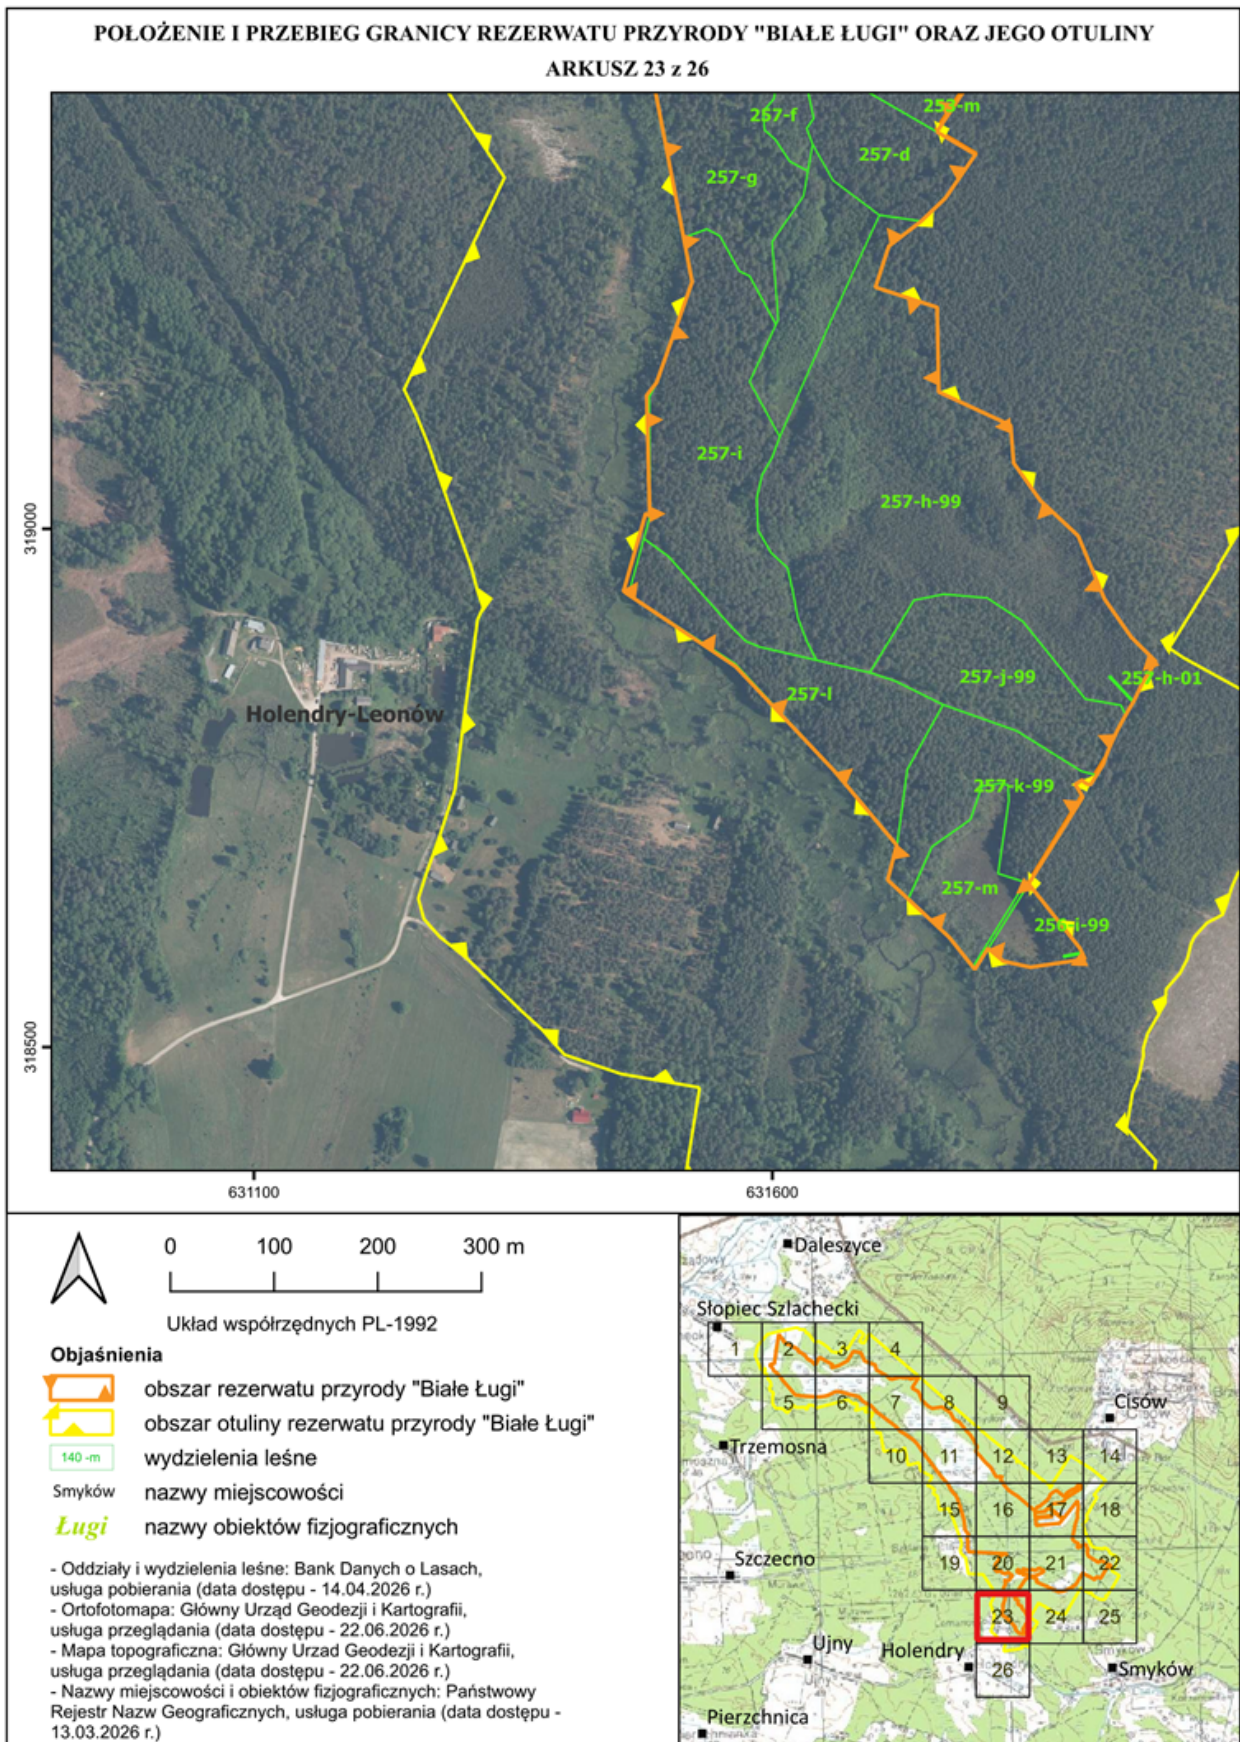 POŁOŻENIE I PRZEBIEG GRANICY REZERWATU PRZYRODY "BIAŁE ŁUGI" ORAZ JEGO OTULINY
ARKUSZ 23 z 26
257-f
253-m
257-d
257-g
257-i
257-h-99
319000
257-j-99
257-h-01
257-l
Holendry-Leonów
257-k-99
257-m
256-i-99
318500
631100
631600
0 100 200 300 m
Układ współrzędnych PL-1992
Objaśnienia
obszar rezerwatu przyrody "Białe Ługi"
obszar otuliny rezerwatu przyrody "Białe Ługi"
140 -m wydzielenia leśne
Smyków nazwy miejscowości
Ługi nazwy obiektów fizjograficznych
- Oddziały i wydzielenia leśne: Bank Danych o Lasach,
usługa pobierania (data dostępu - 14.04.2026 r.)
- Ortofotomapa: Główny Urząd Geodezji i Kartografii,
usługa przeglądania (data dostępu - 22.06.2026 r.)
- Mapa topograficzna: Główny Urzad Geodezji i Kartografii,
usługa przeglądania (data dostępu - 22.06.2026 r.)
- Nazwy miejscowości i obiektów fizjograficznych: Państwowy
Rejestr Nazw Geograficznych, usługa pobierania (data dostępu -
13.03.2026 r.)
Daleszyce
Słopiec Szlachecki
1 2 3 4
5 6 7 8 9
Cisów
Trzemosna
10 11 12 13 14
15 16 17 18
Szczecno
19 20 21 22
23 24 25
Ujny
Holendry
26
Smyków
Pierzchnica